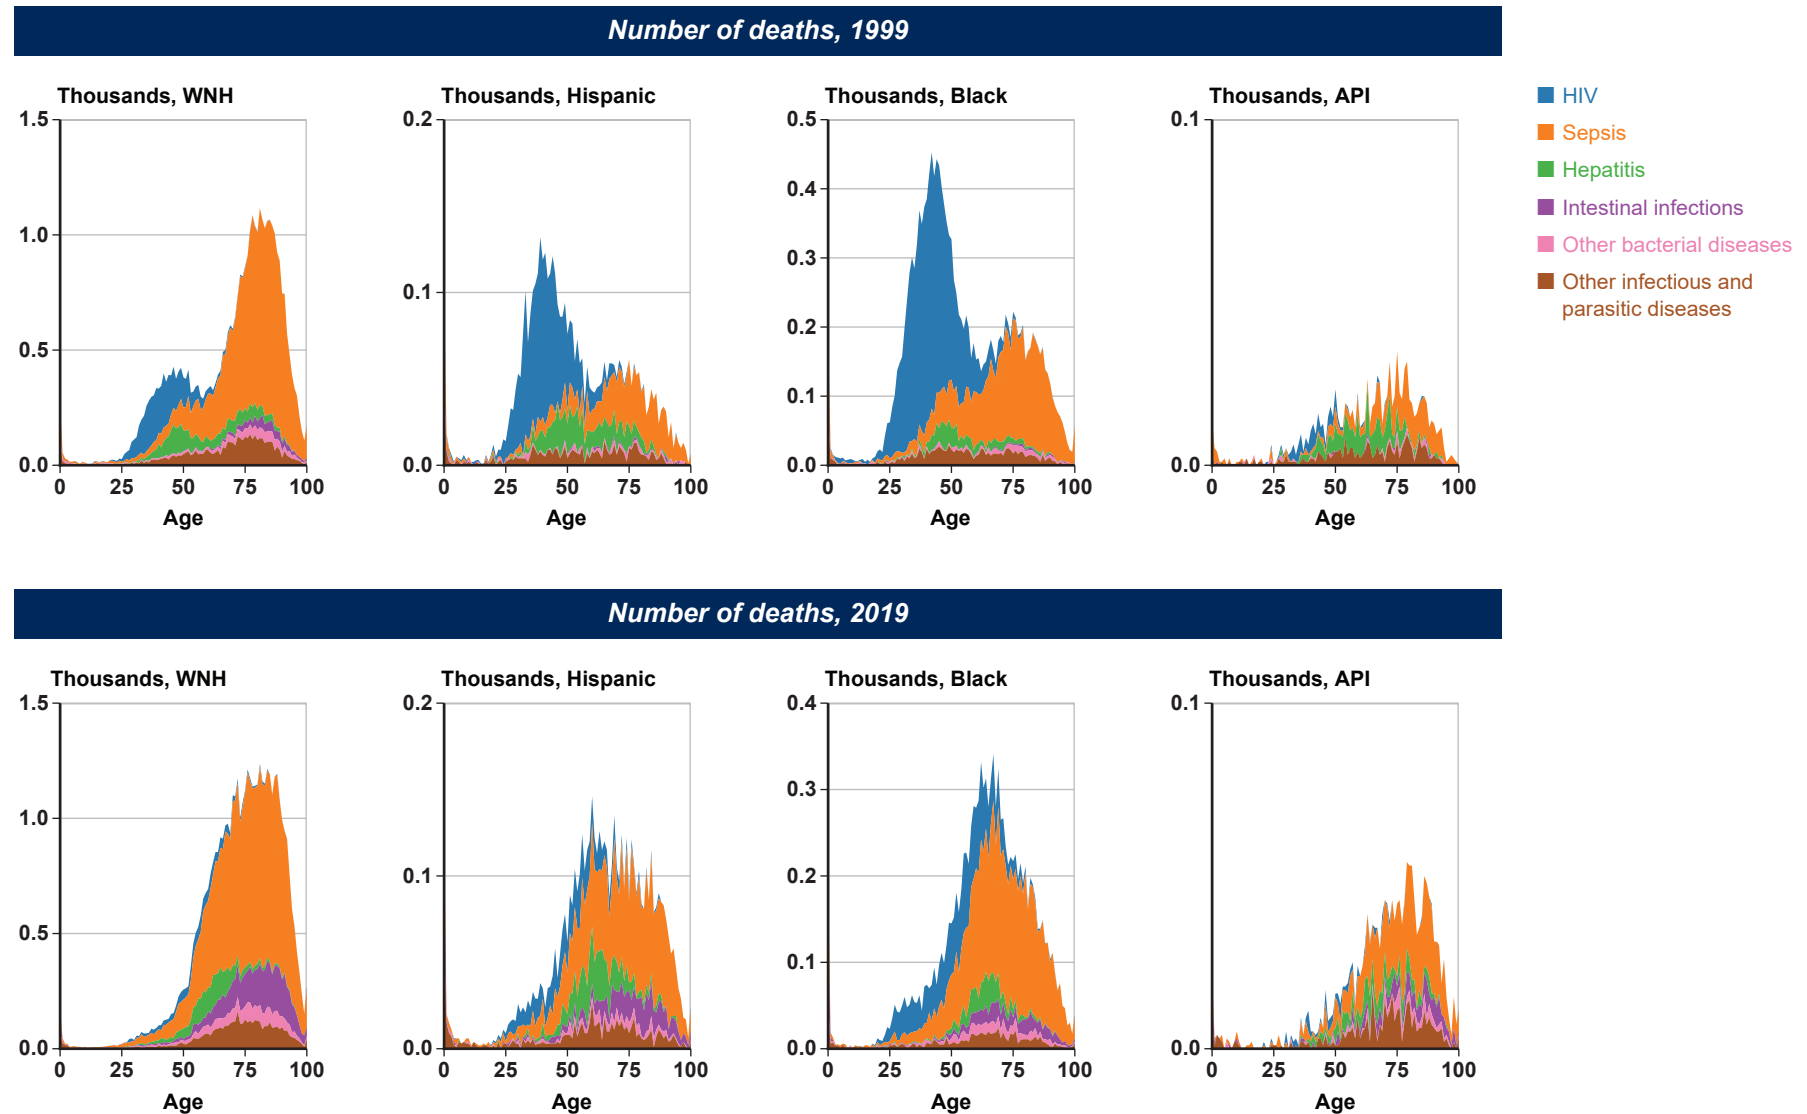 Number of deaths, 1999
Thousands, WNH
1.5
1.0
0.5
0.0
0 25 50 75 100
Age
Thousands, Hispanic
0.2
0.1
0.0
0 25 50 75 100
Age
Thousands, Black
0.5
0.4
0.3
0.2
0.1
0.0
0 25 50 75 100
Age
Thousands, API
0.1
0.0
0 25 50 75 100
Age
HIV
Sepsis
Hepatitis
Intestinal infections
Other bacterial diseases
Other infectious and
parasitic diseases
Number of deaths, 2019
Thousands, WNH
1.5
1.0
0.5
0.0
0 25 50 75 100
Age
Thousands, Hispanic
0.2
0.1
0.0
0 25 50 75 100
Age
Thousands, Black
0.4
0.3
0.2
0.1
0.0
0 25 50 75 100
Age
Thousands, API
0.1
0.0
0 25 50 75 100
Age